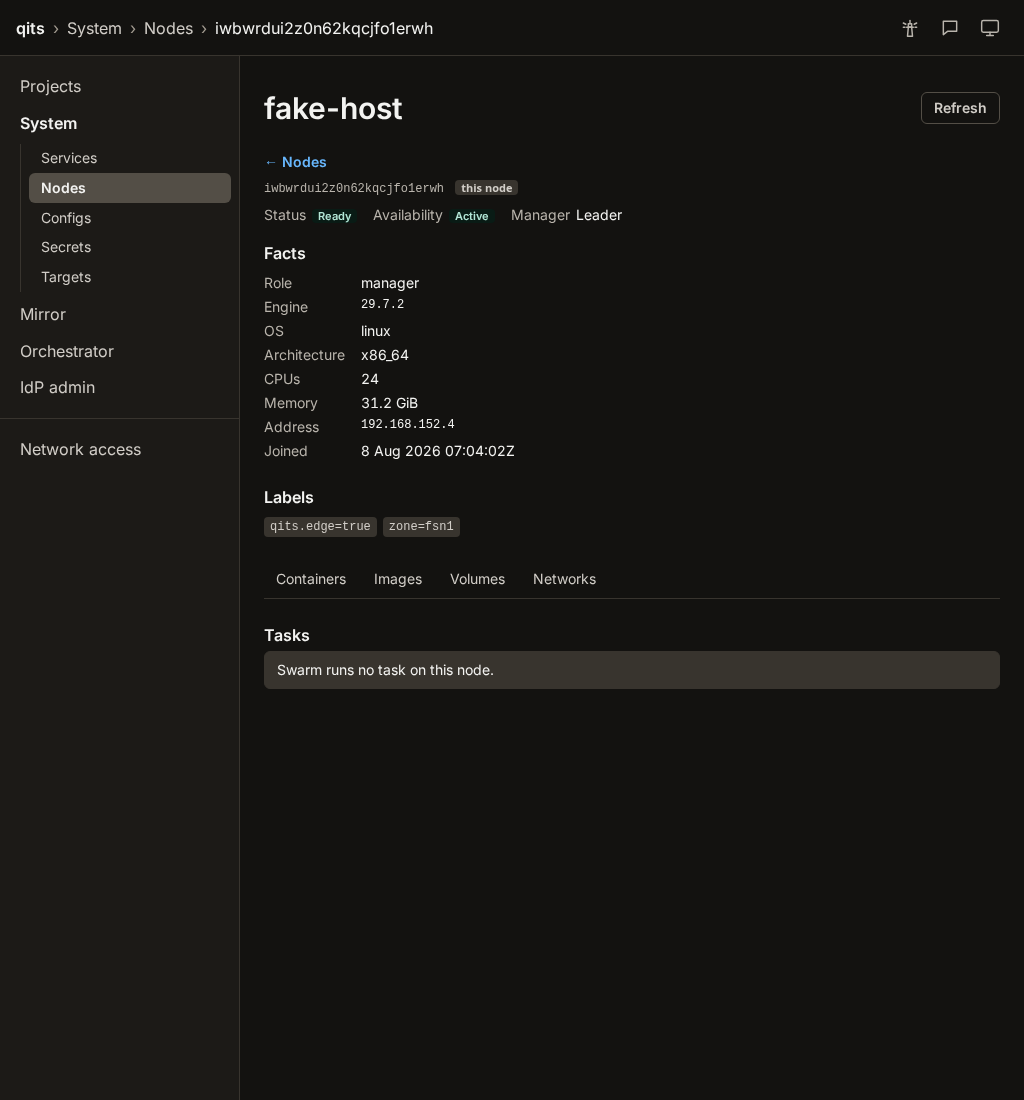 qits › System › Nodes › iwbwrdui2z0n62kqcjfo1erwh
Projects
System
Services
Nodes
Configs
Secrets
Targets
Mirror
Orchestrator
IdP admin
Network access
fake-host
Refresh
← Nodes
iwbwrdui2z0n62kqcjfo1erwh this node
Status Ready Availability Active Manager Leader
Facts
Role manager
Engine 29.7.2
OS linux
Architecture x86_64
CPUs 24
Memory 31.2 GiB
Address 192.168.152.4
Joined 8 Aug 2026 07:04:02Z
Labels
qits.edge=true zone=fsn1
Containers Images Volumes Networks
Tasks
Swarm runs no task on this node.